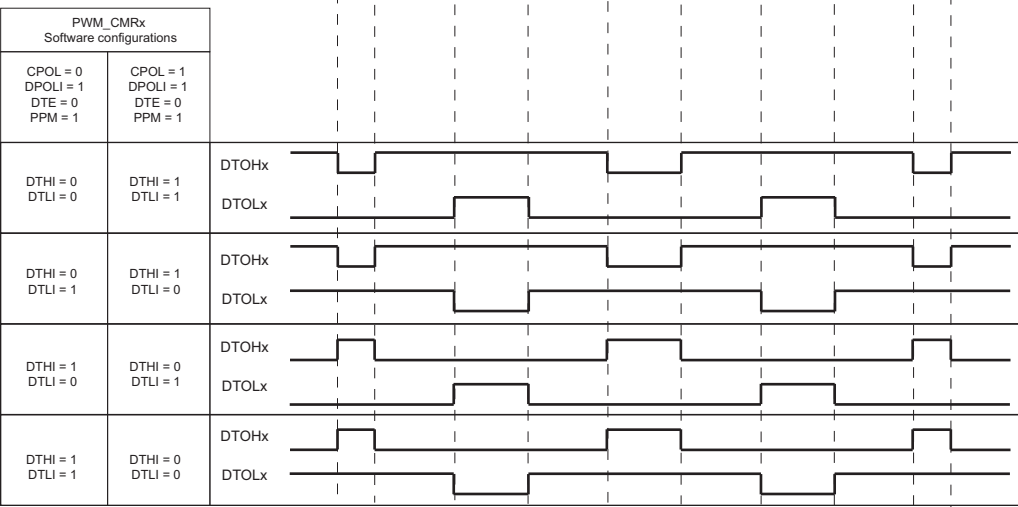 PWM_CMRx
Software configurations
CPOL = 0
DPOLI = 1
DTE = 0
PPM = 1
CPOL = 1
DPOLI = 1
DTE = 0
PPM = 1
DTHI = 0
DTLI = 0
DTHI = 1
DTLI = 1
DTOHx
DTOLx
DTHI = 0
DTLI = 1
DTHI = 1
DTLI = 0
DTOHx
DTOLx
DTHI = 1
DTLI = 0
DTHI = 0
DTLI = 1
DTOHx
DTOLx
DTHI = 1
DTLI = 1
DTHI = 0
DTLI = 0
DTOHx
DTOLx